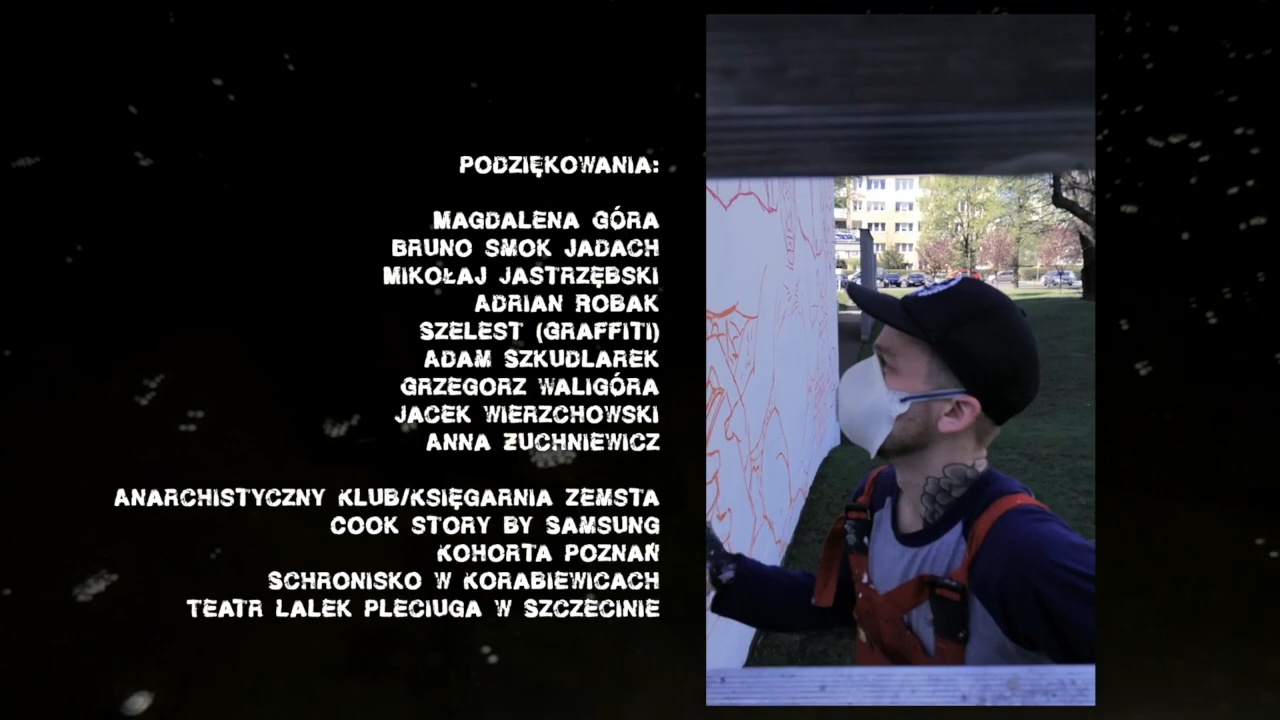 PODZIĘKOWANIA:
MAGDALENA GÓRA
BRUNO SMOK JADACH
MIKOŁAJ JASTRZĘBSKI
ADRIAN ROBAK
SZELEST (GRAFFITI)
ADAM SZKUDLAREK
GRZEGORZ WALIGÓRA
JACEK WIERZCHOWSKI
ANNA ŻUCHNIEWICZ
ANARCHISTYCZNY KLUB/KSIĘGARNIA ZEMSTA
COOK STORY BY SAMSUNG
KOHORTA POZNAŃ
SCHRONISKO W KORABIEWICACH
TEATR LALEK PLECIUGA W SZCZECINIE